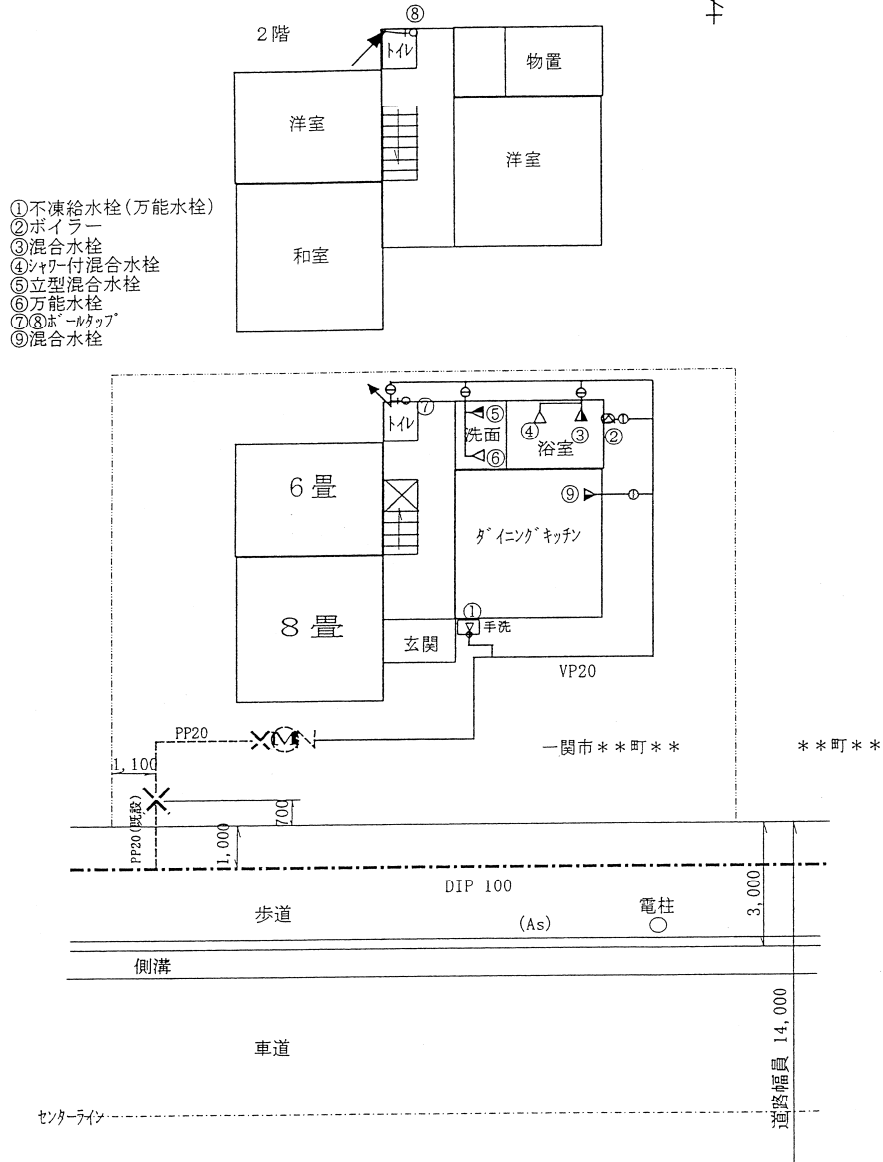 ⑧
2階
トイレ
物置
洋室
洋室
和室
①不凍給水栓(万能水栓)
②ボイラー
③混合水栓
④シャワー付混合水栓
⑤立型混合水栓
⑥万能水栓
⑦⑧ボールタップ
⑨混合水栓
⑦
トイレ
⑤
洗面
⑥
④
③
②
浴室
6畳
⑨
ダイニングキッチン
8畳
①
手洗
玄関
VP20
PP20
M
一関市**町**
**町**
1,100
700
PP20(既設)
1,000
DIP 100
3,000
歩道
(As)
電柱
側溝
道路幅員 14,000
車道
センターライン